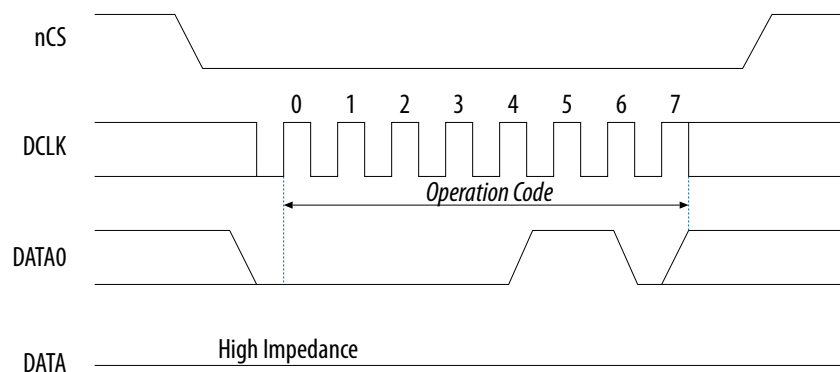 nCS
0 1 2 3 4 5 6 7
DCLK
Operation Code
DATA0
High Impedance
DATA